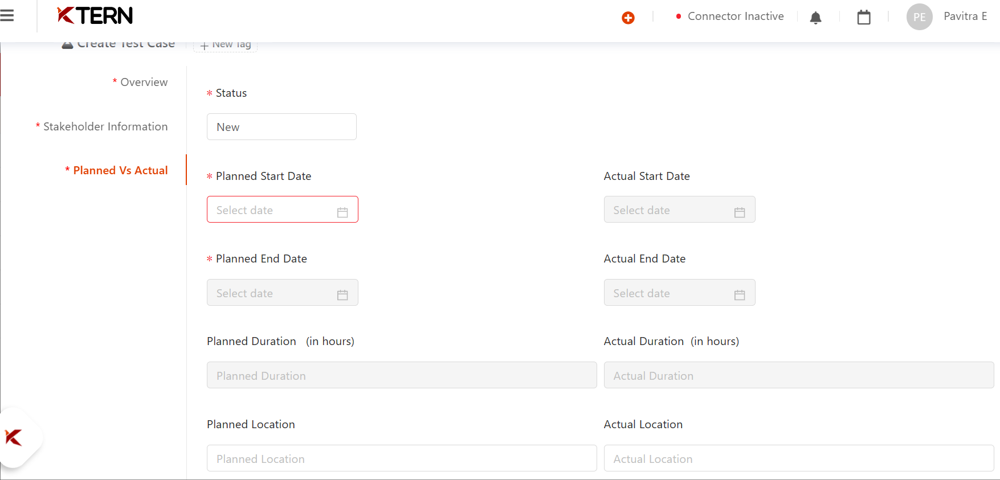 KTERN
Connector Inactive
PE
Pavitra E
Create Test Case
New Tag
* Overview
* Stakeholder Information
* Planned Vs Actual
* Status
New
* Planned Start Date
Actual Start Date
Select date
Select date
* Planned End Date
Actual End Date
Select date
Select date
Planned Duration (in hours)
Actual Duration (in hours)
Planned Duration
Actual Duration
Planned Location
Actual Location
Planned Location
Actual Location